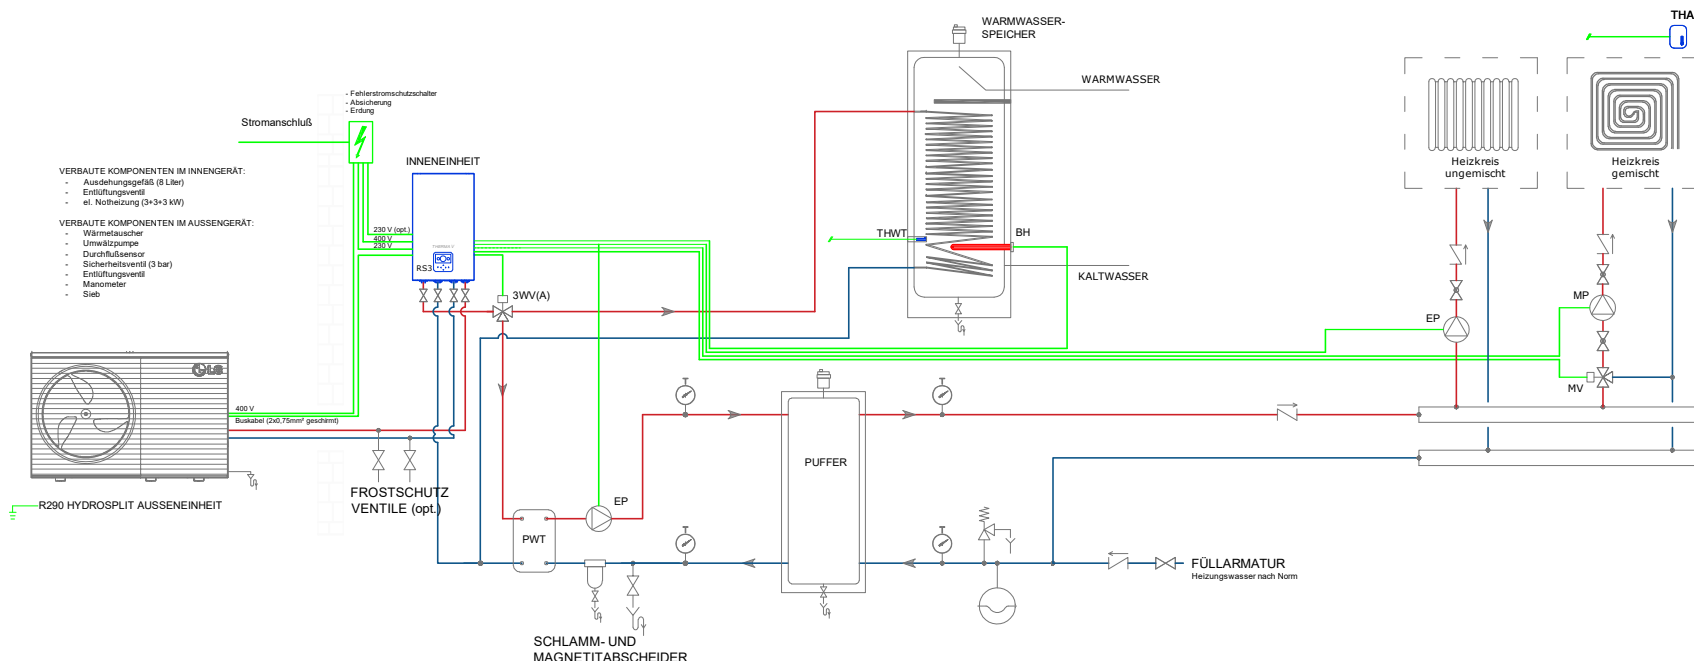 WARMWASSER-
SPEICHER
THA
WARMWASSER
- Fehlerstromschutzschalter
- Absicherung
- Erdung
Stromanschluß
INNENEINHEIT
Heizkreis
ungemischt
Heizkreis
gemischt
VERBAUTE KOMPONENTEN IM INNENGERÄT:
- Ausdehungsgefäß (8 Liter)
- Entlüftungsventil
- el. Notheizung (3+3+3 kW)
VERBAUTE KOMPONENTEN IM AUSSENGERÄT:
- Wärmetauscher
- Umwälzpumpe
- Durchflußsensor
- Sicherheitsventil (3 bar)
- Entlüftungsventil
- Manometer
- Sieb
230 V (opt.)
400 V
230 V
THERMA V
RS3
THWT
BH
KALTWASSER
3WV(A)
MP
EP
MV
LG
400 V
Buskabel (2x0,75mm² geschirmt)
T
T
PUFFER
FROSTSCHUTZ
VENTILE (opt.)
R290 HYDROSPLIT AUSSENEINHEIT
EP
PWT
T
T
FÜLLARMATUR
Heizungswasser nach Norm
SCHLAMM- UND
MAGNETITABSCHEIDER